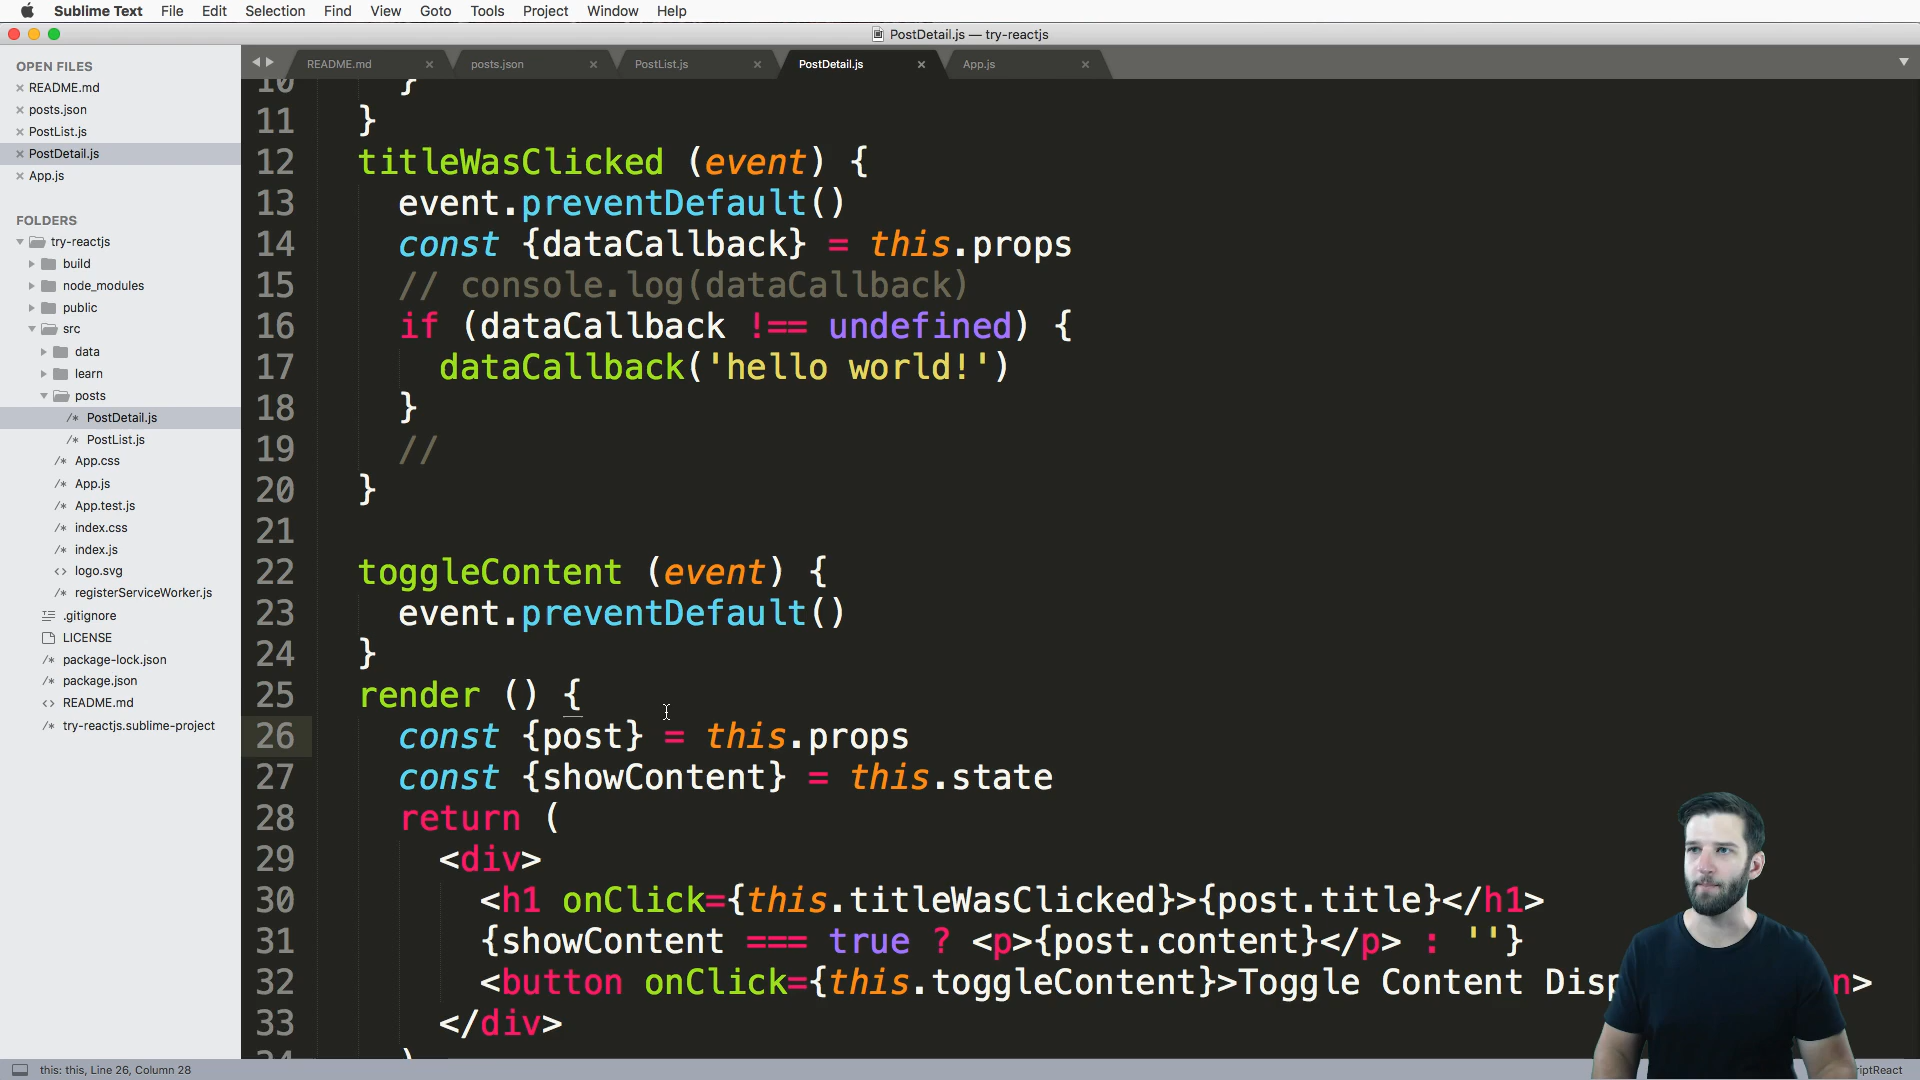 Sublime Text File Edit Selection Find View Goto Tools Project Window Help
PostDetail.js — try-reactjs
OPEN FILES
× README.md
× posts.json
× PostList.js
× PostDetail.js
× App.js
FOLDERS
try-reactjs
build
node_modules
public
src
data
learn
posts
/* PostDetail.js
/* PostList.js
/* App.css
/* App.js
/* App.test.js
/* index.css
/* index.js
<> logo.svg
/* registerServiceWorker.js
.gitignore
LICENSE
/* package-lock.json
/* package.json
<> README.md
/* try-reactjs.sublime-project
README.md × posts.json × PostList.js × PostDetail.js × App.js ×
10 }
11 }
12 titleWasClicked (event) {
13 event.preventDefault()
14 const {dataCallback} = this.props
15 // console.log(dataCallback)
16 if (dataCallback !== undefined) {
17 dataCallback('hello world!')
18 }
19 //
20 }
21
22 toggleContent (event) {
23 event.preventDefault()
24 }
25 render () {
26 const {post} = this.props
27 const {showContent} = this.state
28 return (
29 <div>
30 <h1 onClick={this.titleWasClicked}>{post.title}</h1>
31 {showContent === true ? <p>{post.content}</p> : ''}
32 <button onClick={this.toggleContent}>Toggle Content Disp n>
33 </div>
34 )
this: this, Line 26, Column 28